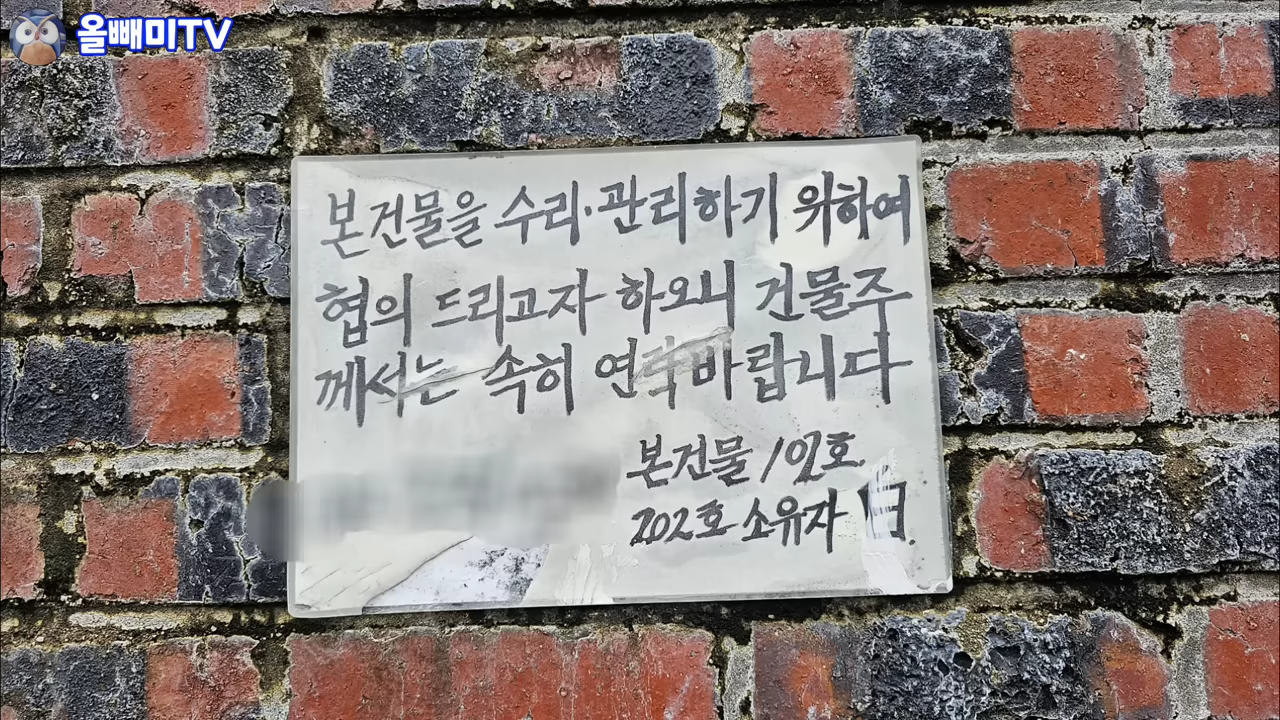 올빼미TV
본건물을 수리·관리하기 위하여
협의 드리고자 하오니 건물주
께서는 속히 연락바랍니다
본건물 102호.
202호 소유자 白.